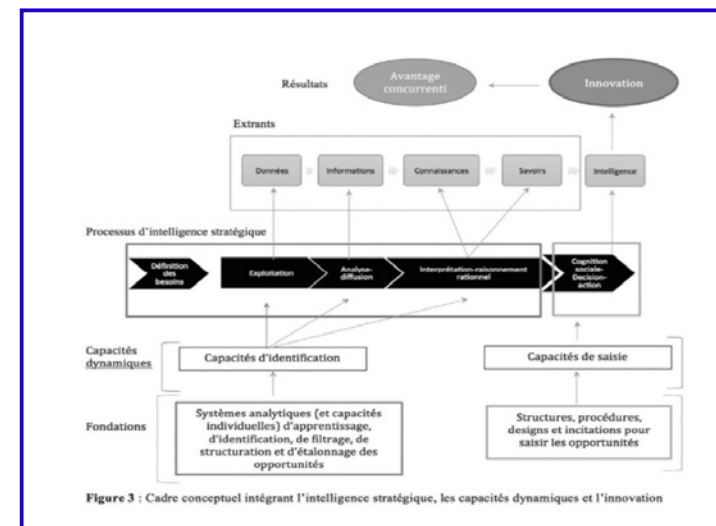 Résultats
Avantage
concurrenti
Innovation
Extrants
Données
Informations
Connaissances
Savoirs
Intelligence
Processus d'intelligence stratégique
Définition
des
besoins
Exploitation
Analyse-
diffusion
Interprétation-raisonnement
rationnel
Cognition
sociale-
Decision-
action
Capacités
dynamiques
Capacités d'identification
Capacités de saisie
Fondations
Systèmes analytiques (et capacités
individuelles) d'apprentissage,
d'identification, de filtrage, de
structuration et d'étalonnage des
opportunités
Structures, procédures,
designs et incitations pour
saisir les opportunités
Figure 3 : Cadre conceptuel intégrant l'intelligence stratégique, les capacités dynamiques et l'innovation